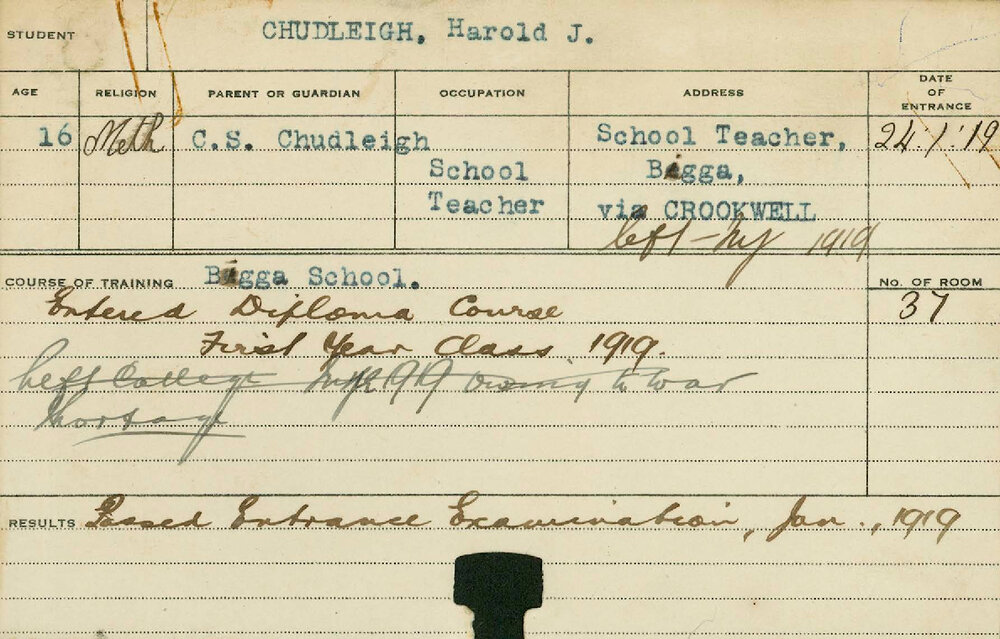 STUDENT CHUDLEIGH, Harold J.
AGE RELIGION PARENT OR GUARDIAN OCCUPATION ADDRESS DATE OF ENTRANCE
16 Meth C.S. Chudleigh School Teacher, 24.1.'19
School Bigga,
Teacher via CROOKWELL
left - 1919
COURSE OF TRAINING Bigga School. No. OF ROOM
Entered Diploma Course 37
First Year Class 1919.
Left College 1919 owing to war
shortage
RESULTS Passed Entrance Examination, Jan., 1919